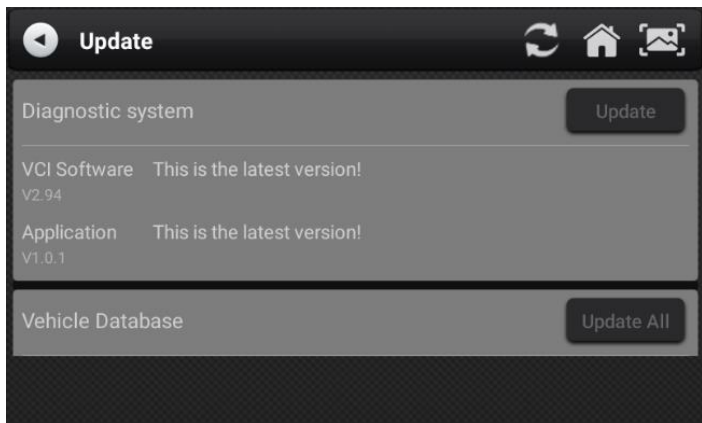 Update
Diagnostic system Update
VCI Software This is the latest version!
V2.94
Application This is the latest version!
V1.0.1
Vehicle Database Update All